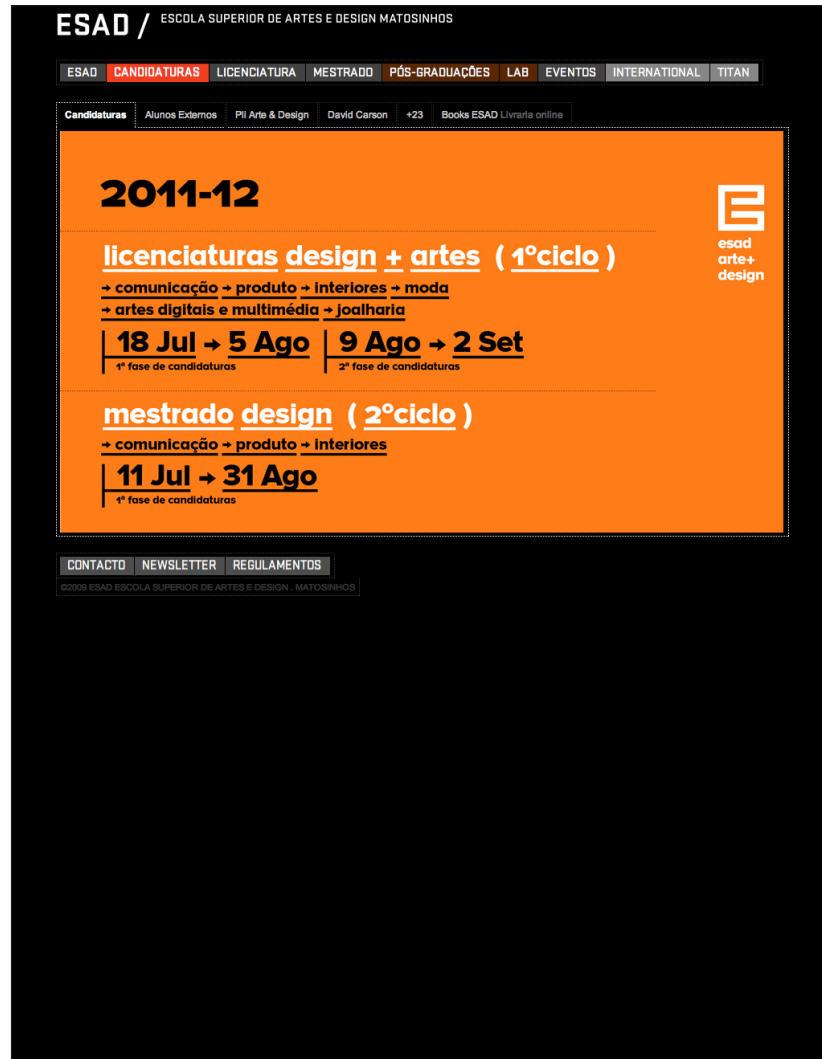 ESAD / ESCOLA SUPERIOR DE ARTES E DESIGN MATOSINHOS
ESAD CANDIDATURAS LICENCIATURA MESTRADO PÓS-GRADUAÇÕES LAB EVENTOS INTERNATIONAL TITAN
Candidaturas Alunos Externos Pli Arte & Design David Carson +23 Books ESAD Livraria online
2011-12
esad
arte+
design
licenciaturas design + artes ( 1ºciclo )
→ comunicação → produto → interiores → moda
→ artes digitais e multimédia → joalharia
18 Jul → 5 Ago 9 Ago → 2 Set
1ª fase de candidaturas 2ª fase de candidaturas
mestrado design ( 2ºciclo )
→ comunicação → produto → interiores
11 Jul → 31 Ago
1ª fase de candidaturas
CONTACTO NEWSLETTER REGULAMENTOS
©2009 ESAD ESCOLA SUPERIOR DE ARTES E DESIGN . MATOSINHOS